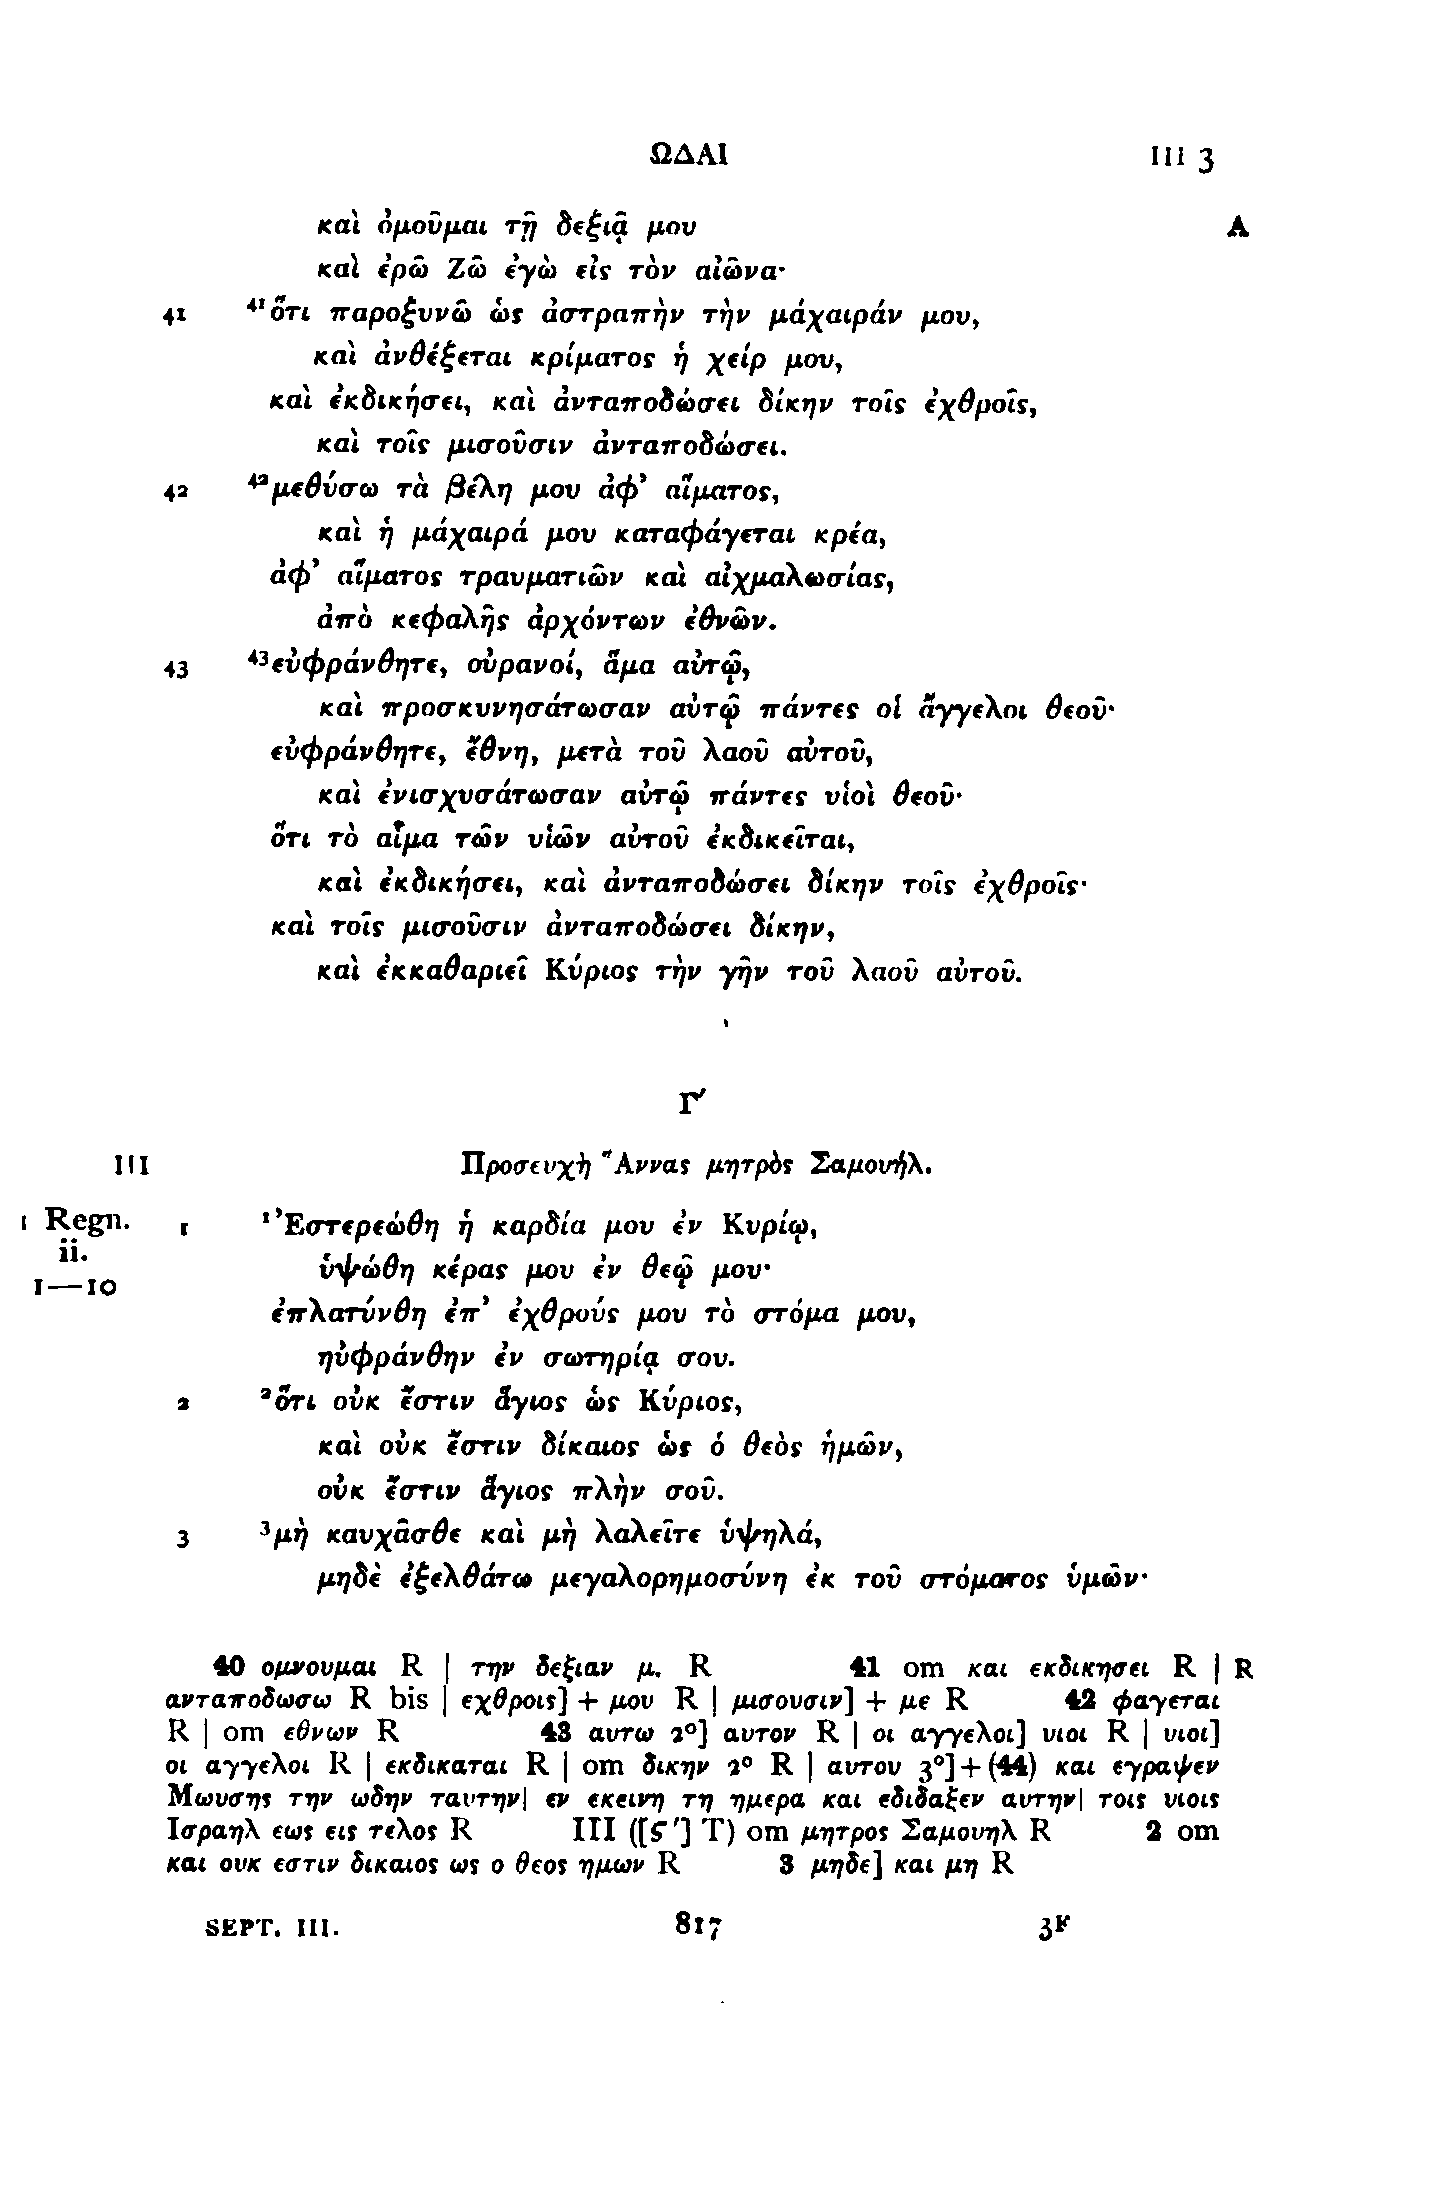 ΩΔΑΙ III 3
καὶ ὀμοῦμαι τῇ δεξιᾷ μου A
καὶ ἐρῶ Ζῶ ἐγὼ εἰς τὸν αἰῶνα·
41 ⁴¹ὅτι παροξυνῶ ὡς ἀστραπὴν τὴν μάχαιράν μου,
καὶ ἀνθέξεται κρίματος ἡ χείρ μου,
καὶ ἐκδικήσει, καὶ ἀνταποδώσει δίκην τοῖς ἐχθροῖς,
καὶ τοῖς μισοῦσιν ἀνταποδώσει.
42 ⁴²μεθύσω τὰ βέλη μου ἀφ’ αἵματος,
καὶ ἡ μάχαιρά μου καταφάγεται κρέα,
ἀφ’ αἵματος τραυματιῶν καὶ αἰχμαλωσίας,
ἀπὸ κεφαλῆς ἀρχόντων ἐθνῶν.
43 ⁴³εὐφράνθητε, οὐρανοί, ἅμα αὐτῷ,
καὶ προσκυνησάτωσαν αὐτῷ πάντες οἱ ἄγγελοι θεοῦ·
εὐφράνθητε, ἔθνη, μετὰ τοῦ λαοῦ αὐτοῦ,
καὶ ἐνισχυσάτωσαν αὐτῷ πάντες υἱοὶ θεοῦ·
ὅτι τὸ αἷμα τῶν υἱῶν αὐτοῦ ἐκδικεῖται,
καὶ ἐκδικήσει, καὶ ἀνταποδώσει δίκην τοῖς ἐχθροῖς·
καὶ τοῖς μισοῦσιν ἀνταποδώσει δίκην,
καὶ ἐκκαθαριεῖ Κύριος τὴν γῆν τοῦ λαοῦ αὐτοῦ.
Γ′
III Προσευχὴ Ἄννας μητρὸς Σαμουήλ.
1 Regn. 1 ¹Ἐστερεώθη ἡ καρδία μου ἐν Κυρίῳ,
ii.
ὑψώθη κέρας μου ἐν θεῷ μου·
1—10
ἐπλατύνθη ἐπ’ ἐχθρούς μου τὸ στόμα μου,
ηὐφράνθην ἐν σωτηρίᾳ σου.
2 ²ὅτι οὐκ ἔστιν ἅγιος ὡς Κύριος,
καὶ οὐκ ἔστιν δίκαιος ὡς ὁ θεὸς ἡμῶν,
οὐκ ἔστιν ἅγιος πλὴν σοῦ.
3 ³μὴ καυχᾶσθε καὶ μὴ λαλεῖτε ὑψηλά,
μηδὲ ἐξελθάτω μεγαλορημοσύνη ἐκ τοῦ στόματος ὑμῶν·
40 ομνουμαι R | την δεξιαν μ. R 41 om και εκδικησει R | R
ανταποδωσω R bis | εχθροις] + μου R | μισουσιν] + με R 42 φαγεται
R | om εθνων R 43 αυτω 2°] αυτον R | οι αγγελοι] υιοι R | υιοι]
οι αγγελοι R | εκδικαται R | om δικην 2° R | αυτου 3°]+(44) και εγραψεν
Μωυσης την ωδην ταυτην| εν εκεινη τη ημερα και εδιδαξεν αυτην| τοις υιοις
Ισραηλ εως εις τελος R III ([ϛ′] T) om μητρος Σαμουηλ R 2 om
και ουκ εστιν δικαιος ως ο θεος ημων R 3 μηδε] και μη R
SEPT. III. 817 3F